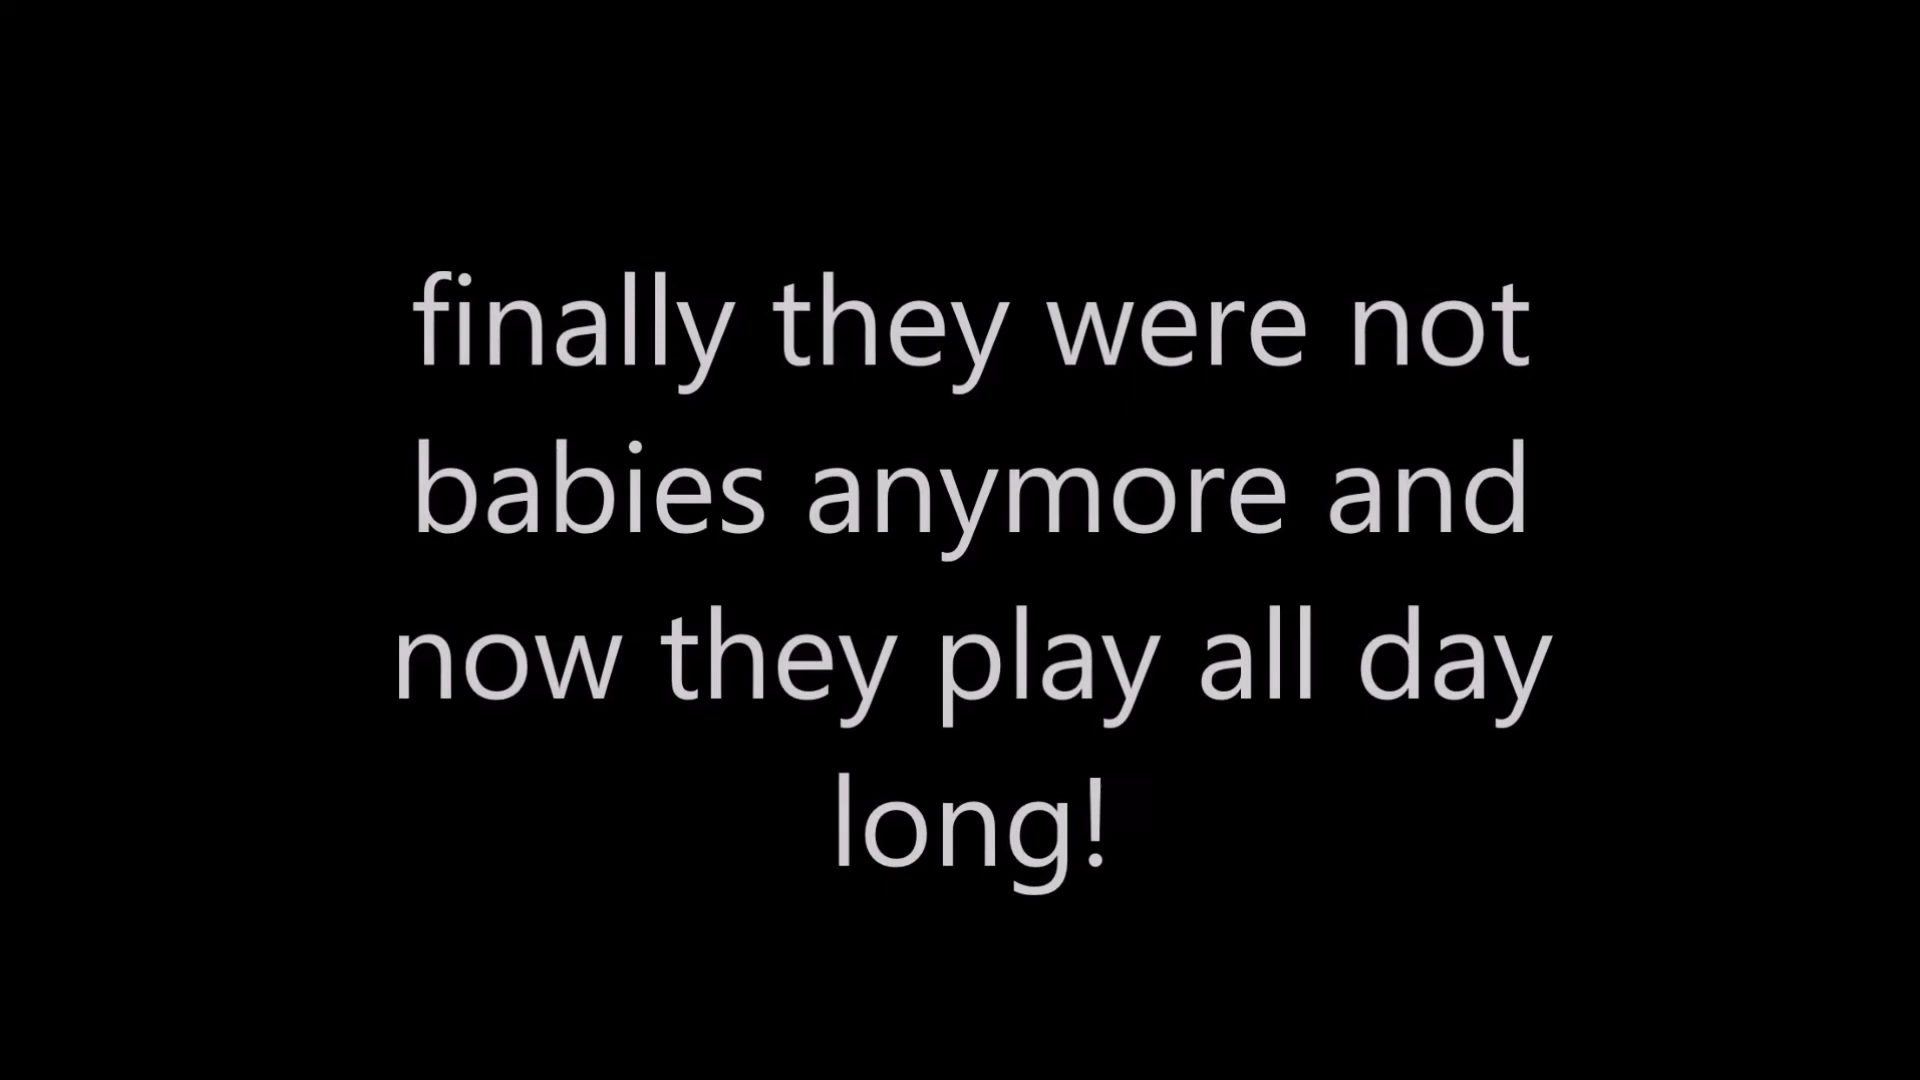 finally they were not
babies anymore and
now they play all day
long!